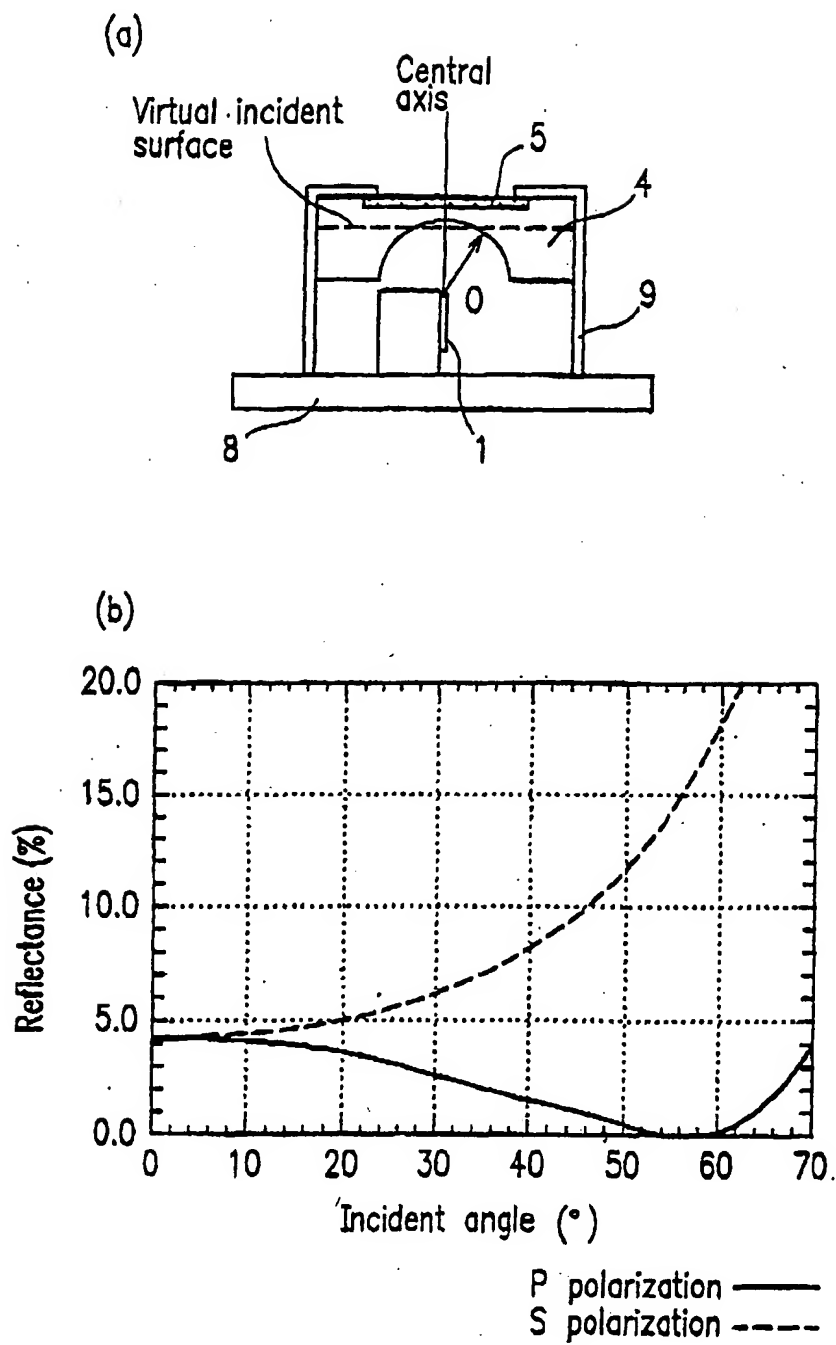 (a)
Central
axis
Virtual incident
surface
5
4
O
9
8
1
(b)
20.0
15.0
10.0
5.0
0.0
Reflectance (%)
0 10 20 30 40 50 60 70.
Incident angle (°)
P polarization
S polarization